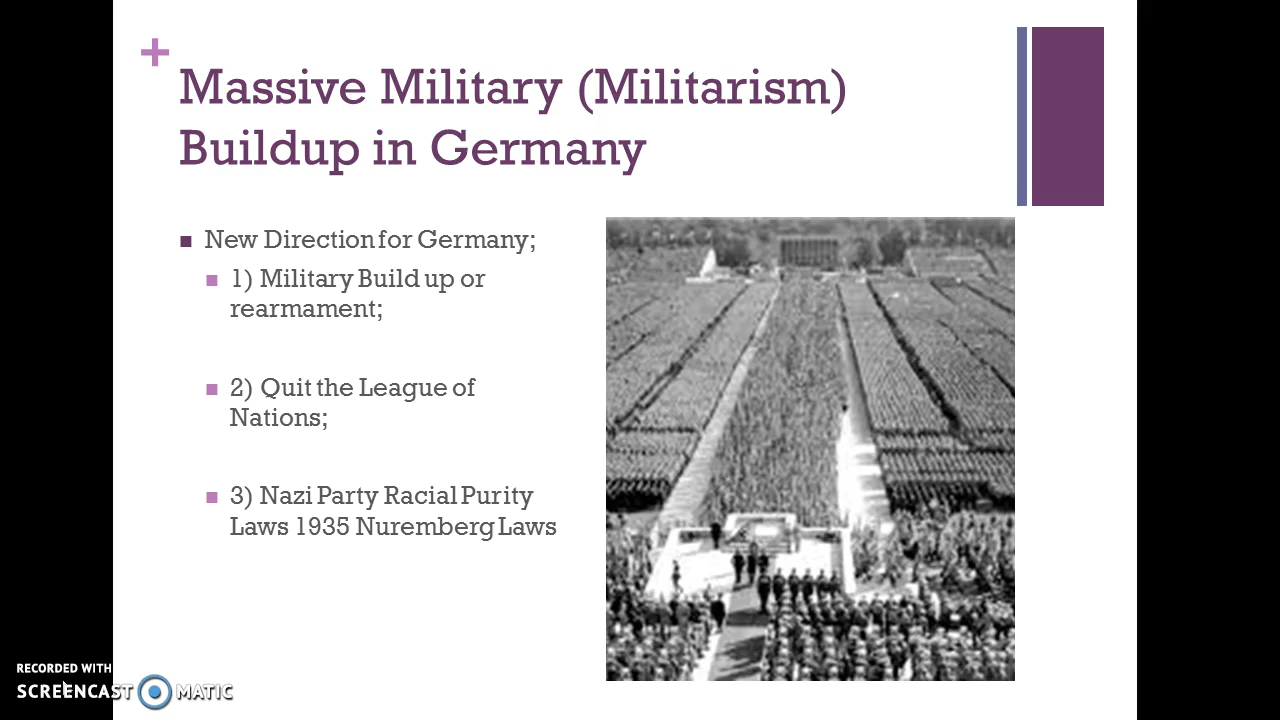 +
Massive Military (Militarism)
Buildup in Germany
New Direction for Germany;
1) Military Build up or
rearmament;
2) Quit the League of
Nations;
3) Nazi Party Racial Purity
Laws 1935 Nuremberg Laws
RECORDED WITH
SCREENCAST MATIC